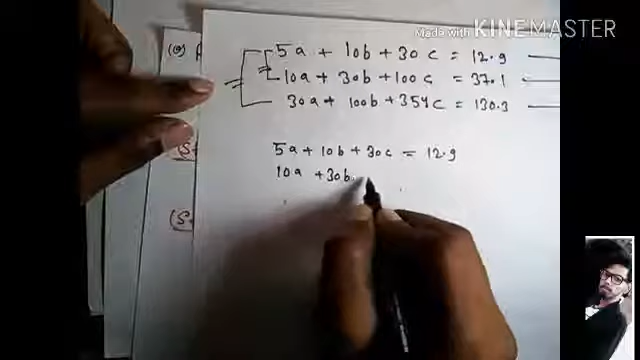 Made with KINEMASTER
(9)
5a + 10b + 30c = 12.9
10a + 30b + 100c = 37.1
30a + 100b + 354c = 130.3
5a + 10b + 30c = 12.9
10a + 30b